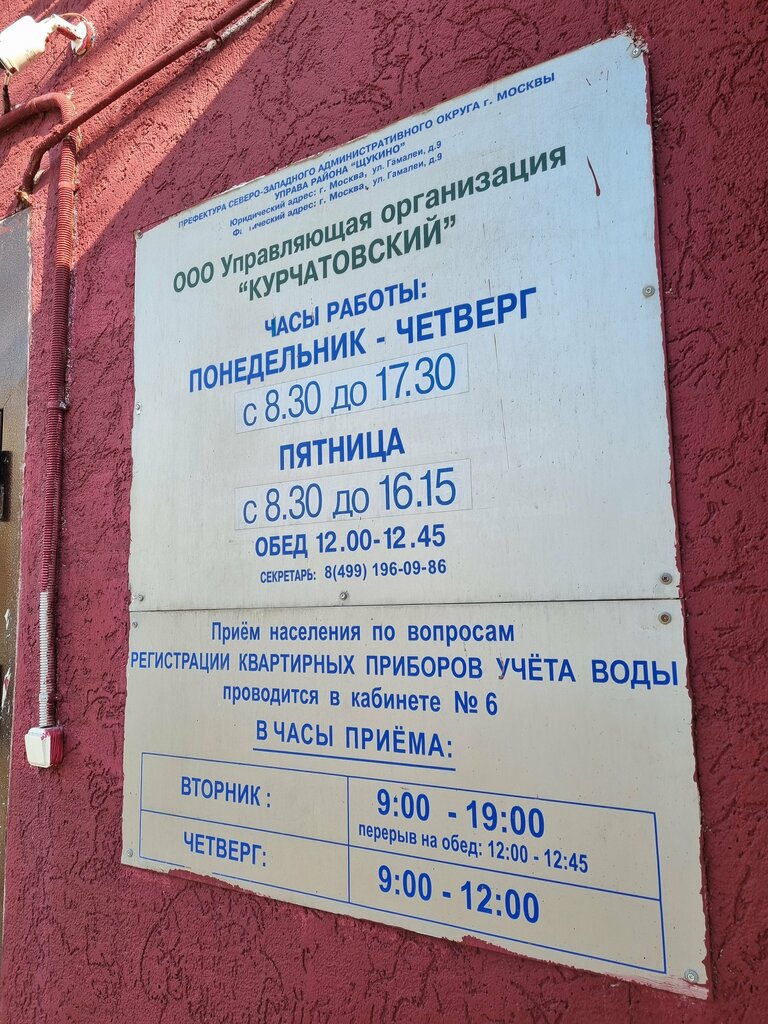 ПРЕФЕКТУРА СЕВЕРО-ЗАПАДНОГО АДМИНИСТРАТИВНОГО ОКРУГА г. МОСКВЫ
УПРАВА РАЙОНА "ЩУКИНО"
Юридический адрес: г. Москва, ул. Гамалеи, д.9
адрес: г. Москва, ул. Гамалеи, д.9
ООО Управляющая организация
"КУРЧАТОВСКИЙ"
ЧАСЫ РАБОТЫ:
ПОНЕДЕЛЬНИК - ЧЕТВЕРГ
с 8.30 до 17.30
ПЯТНИЦА
с 8.30 до 16.15
ОБЕД 12.00-12.45
СЕКРЕТАРЬ: 8(499) 196-09-86
Приём населения по вопросам
РЕГИСТРАЦИИ КВАРТИРНЫХ ПРИБОРОВ УЧЁТА ВОДЫ
проводится в кабинете № 6
В ЧАСЫ ПРИЁМА:
ВТОРНИК : 9:00 - 19:00
перерыв на обед: 12:00 - 12:45
ЧЕТВЕРГ: 9:00 - 12:00